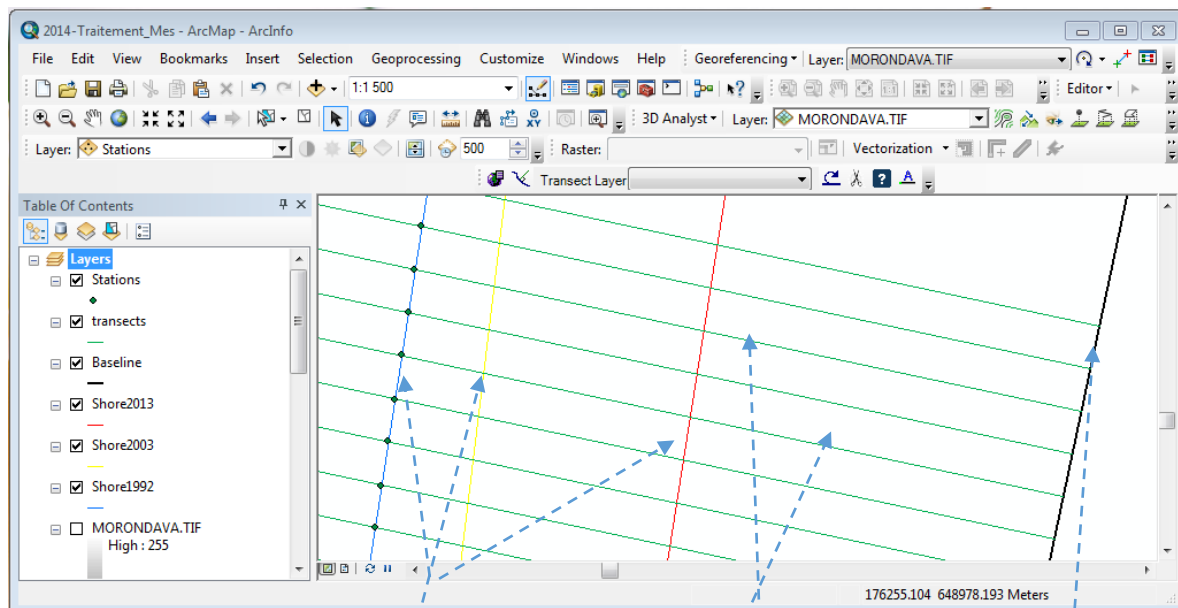 2014-Traitement_Mes - ArcMap - ArcInfo
File Edit View Bookmarks Insert Selection Geoprocessing Customize Windows Help Georeferencing Layer: MORONDAVA.TIF
1:1 500 Editor
3D Analyst Layer: MORONDAVA.TIF
Layer: Stations 500 Raster: Vectorization
Transect Layer
Table Of Contents
Layers
Stations
transects
Baseline
Shore2013
Shore2003
Shore1992
MORONDAVA.TIF
High : 255
176255.104 648978.193 Meters